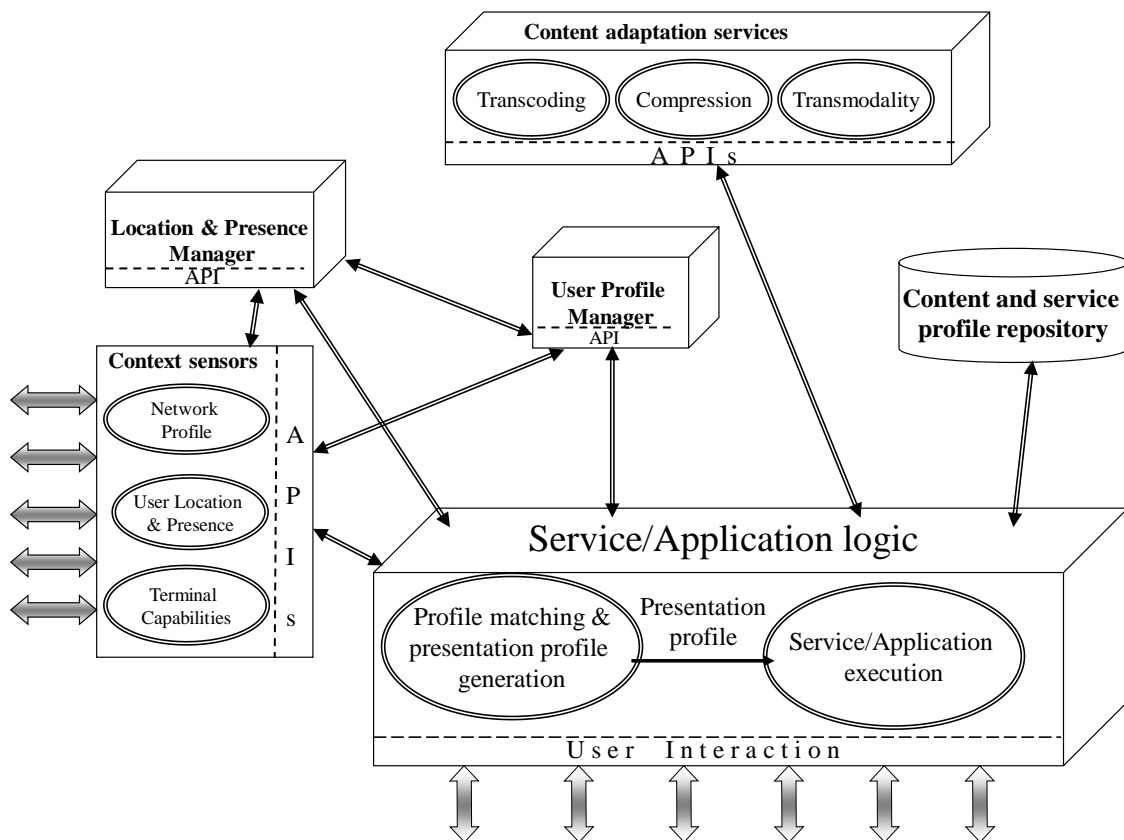 Content adaptation services
Transcoding
Compression
Transmodality
A P I s
Location & Presence
Manager
API
User Profile
Manager
API
Content and service
profile repository
Context sensors
Network
Profile
User Location
& Presence
Terminal
Capabilities
A
P
I
s
Service/Application logic
Profile matching &
presentation profile
generation
Presentation
profile
Service/Application
execution
User Interaction